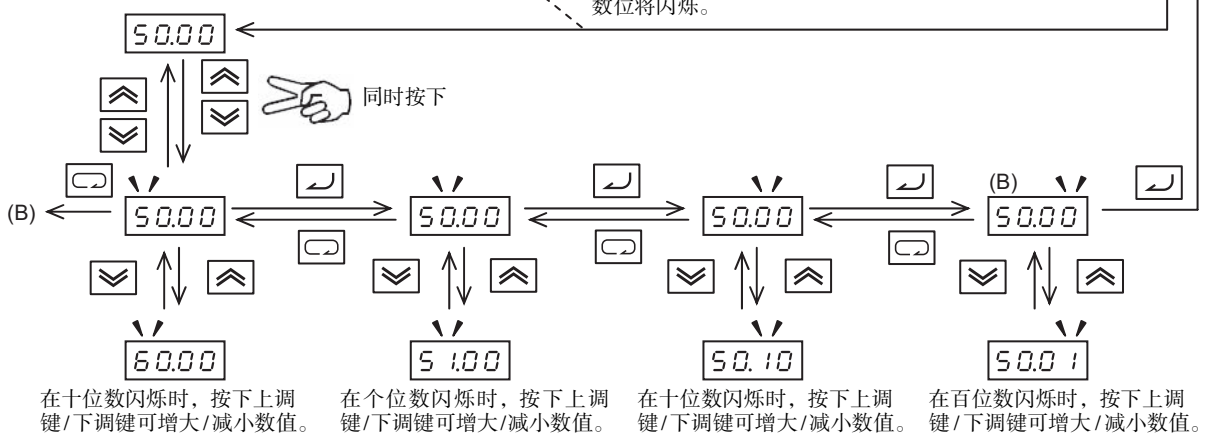 数位将闪烁。
50.00
同时按下
(B)
(B)
50.00
50.00
50.00
50.00
60.00
51.00
50.10
50.01
在十位数闪烁时，按下上调
键/下调键可增大/减小数值。
在个位数闪烁时，按下上调
键/下调键可增大/减小数值。
在十位数闪烁时，按下上调
键/下调键可增大/减小数值。
在百位数闪烁时，按下上调
键/下调键可增大/减小数值。